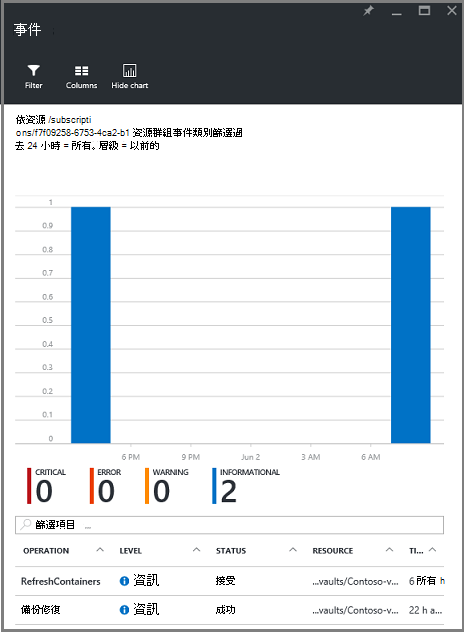 事件
Filter Columns Hide chart
依資源 /subscripti
ons/f7f09258-6753-4ca2-b1 資源群組事件類別篩選過
去 24 小時 = 所有。層級 = 以前的
1
0.9
0.8
0.7
0.6
0.5
0.4
0.3
0.2
0.1
0
6 PM 9 PM Jun 2 3 AM 6 AM
CRITICAL ERROR WARNING INFORMATIONAL
0 0 0 2
篩選項目 ...
OPERATION LEVEL STATUS RESOURCE TI...
RefreshContainers 資訊 接受 ...vaults/Contoso-v... 6 所有 h
備份修復 資訊 成功 ...vaults/Contoso-v... 22 h a...